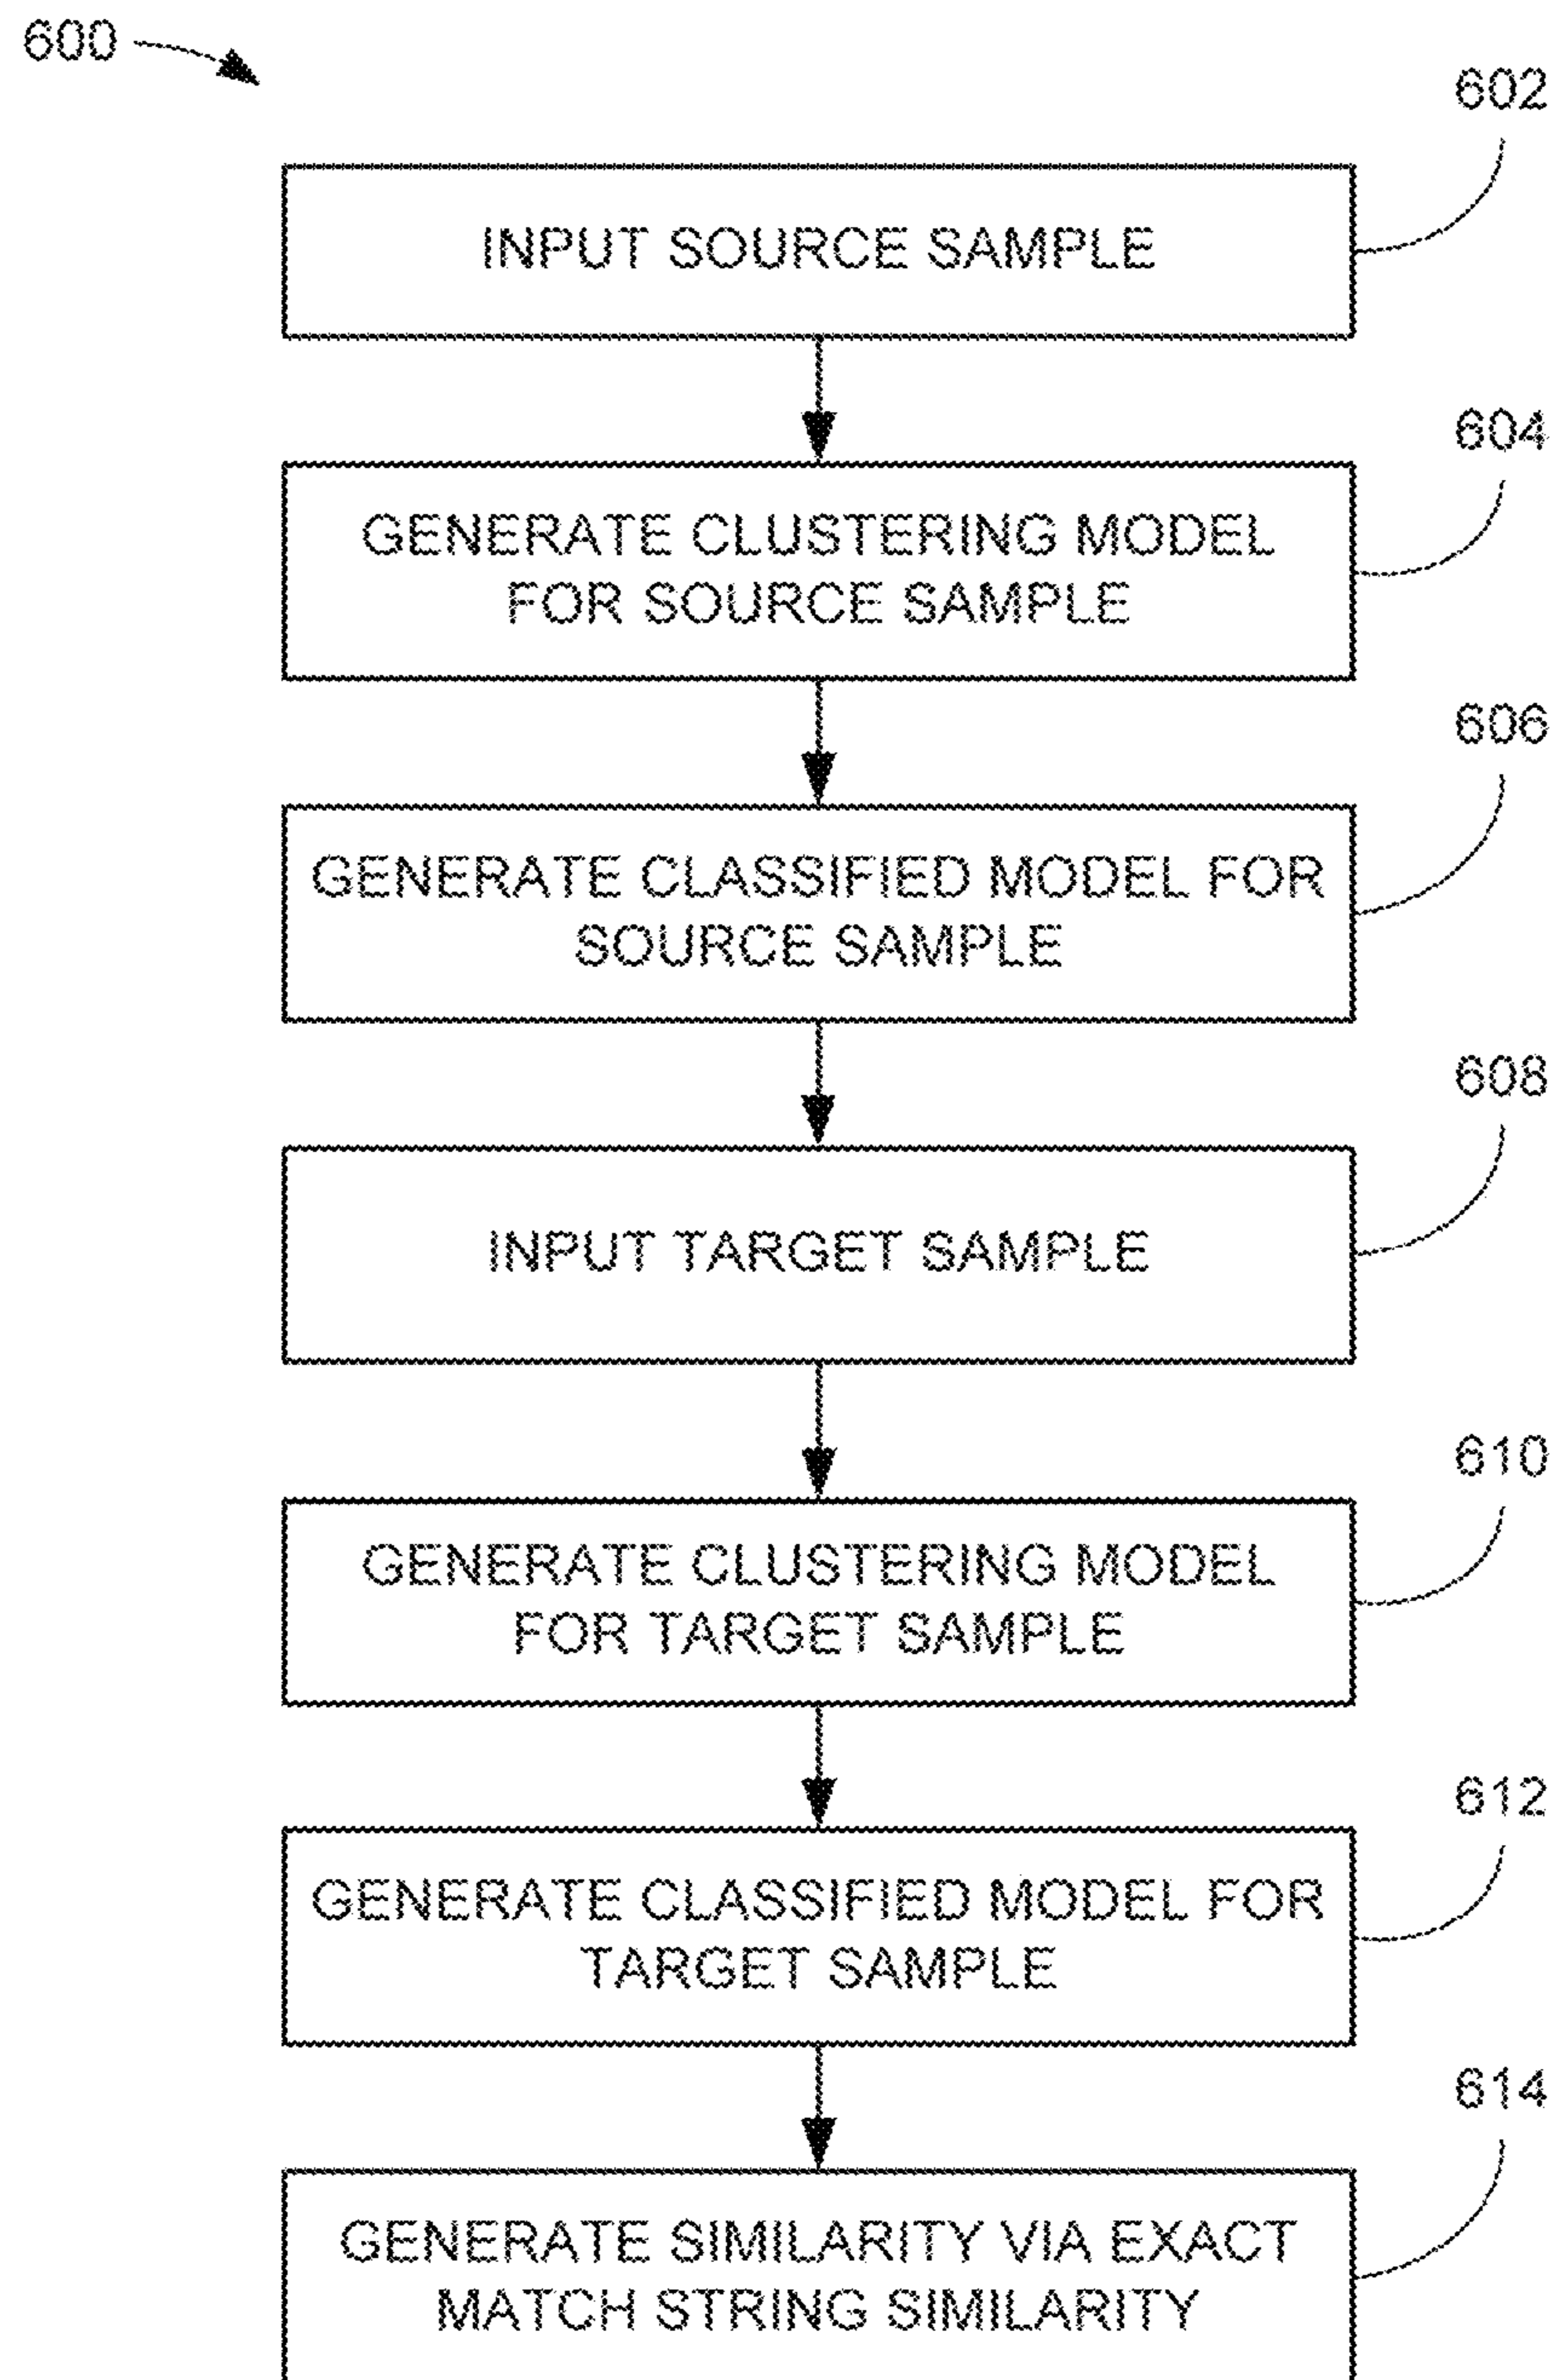 600
602
INPUT SOURCE SAMPLE
604
GENERATE CLUSTERING MODEL
FOR SOURCE SAMPLE
606
GENERATE CLASSIFIED MODEL FOR
SOURCE SAMPLE
608
INPUT TARGET SAMPLE
610
GENERATE CLUSTERING MODEL
FOR TARGET SAMPLE
612
GENERATE CLASSIFIED MODEL FOR
TARGET SAMPLE
614
GENERATE SIMILARITY VIA EXACT
MATCH STRING SIMILARITY